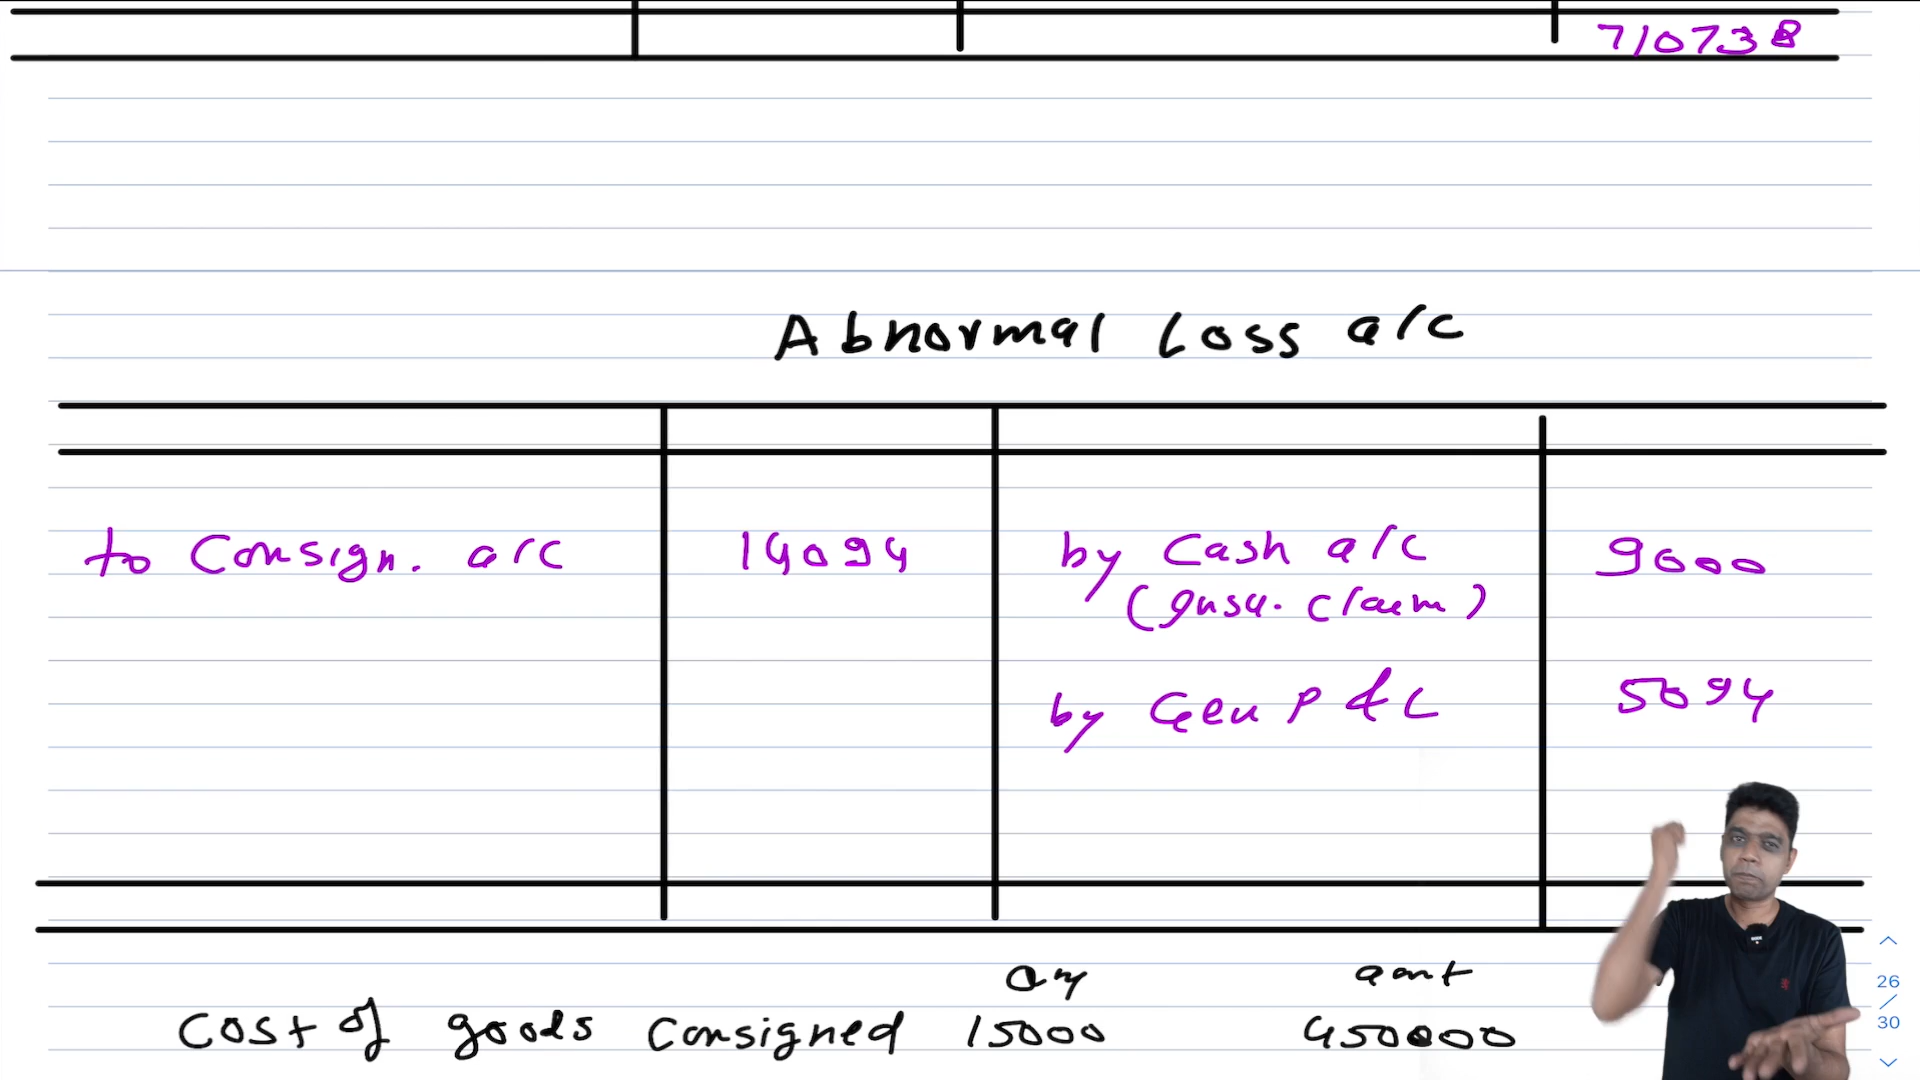 710738
Abnormal Loss a/c
to Consign. a/c 14094 by Cash a/c 9000
(Insu. Claim)
by Gen P & L 5094
Qty amt
Cost of goods Consigned 15000 450000
26
/
30